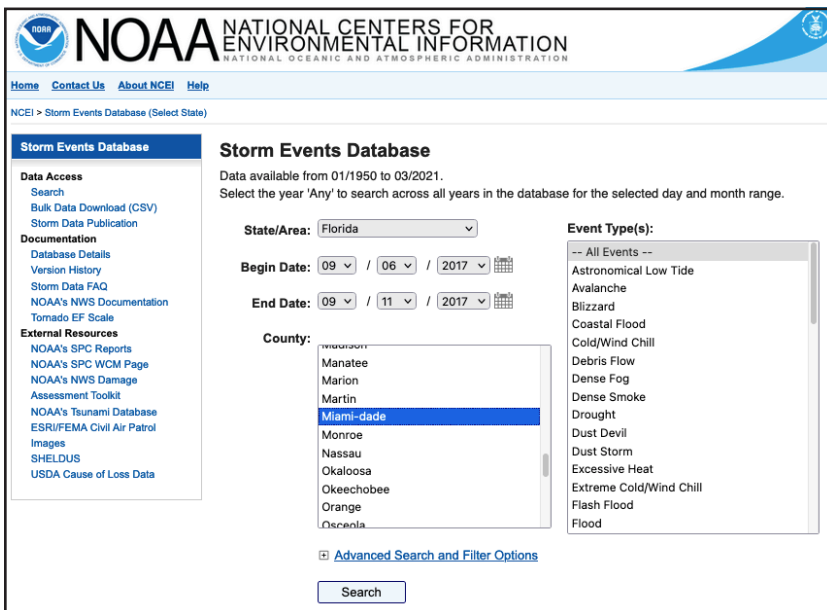 NOAA
NOAA NATIONAL CENTERS FOR
ENVIRONMENTAL INFORMATION
NATIONAL OCEANIC AND ATMOSPHERIC ADMINISTRATION
Home Contact Us About NCEI Help
NCEI > Storm Events Database (Select State)
Storm Events Database
Data Access
Search
Bulk Data Download (CSV)
Storm Data Publication
Documentation
Database Details
Version History
Storm Data FAQ
NOAA's NWS Documentation
Tornado EF Scale
External Resources
NOAA's SPC Reports
NOAA's SPC WCM Page
NOAA's NWS Damage
Assessment Toolkit
NOAA's Tsunami Database
ESRI/FEMA Civil Air Patrol
Images
SHELDUS
USDA Cause of Loss Data
Storm Events Database
Data available from 01/1950 to 03/2021.
Select the year 'Any' to search across all years in the database for the selected day and month range.
State/Area: Florida
Begin Date: 09 / 06 / 2017
End Date: 09 / 11 / 2017
County:
Madison
Manatee
Marion
Martin
Miami-dade
Monroe
Nassau
Okaloosa
Okeechobee
Orange
Osceola
Event Type(s):
-- All Events --
Astronomical Low Tide
Avalanche
Blizzard
Coastal Flood
Cold/Wind Chill
Debris Flow
Dense Fog
Dense Smoke
Drought
Dust Devil
Dust Storm
Excessive Heat
Extreme Cold/Wind Chill
Flash Flood
Flood
Advanced Search and Filter Options
Search